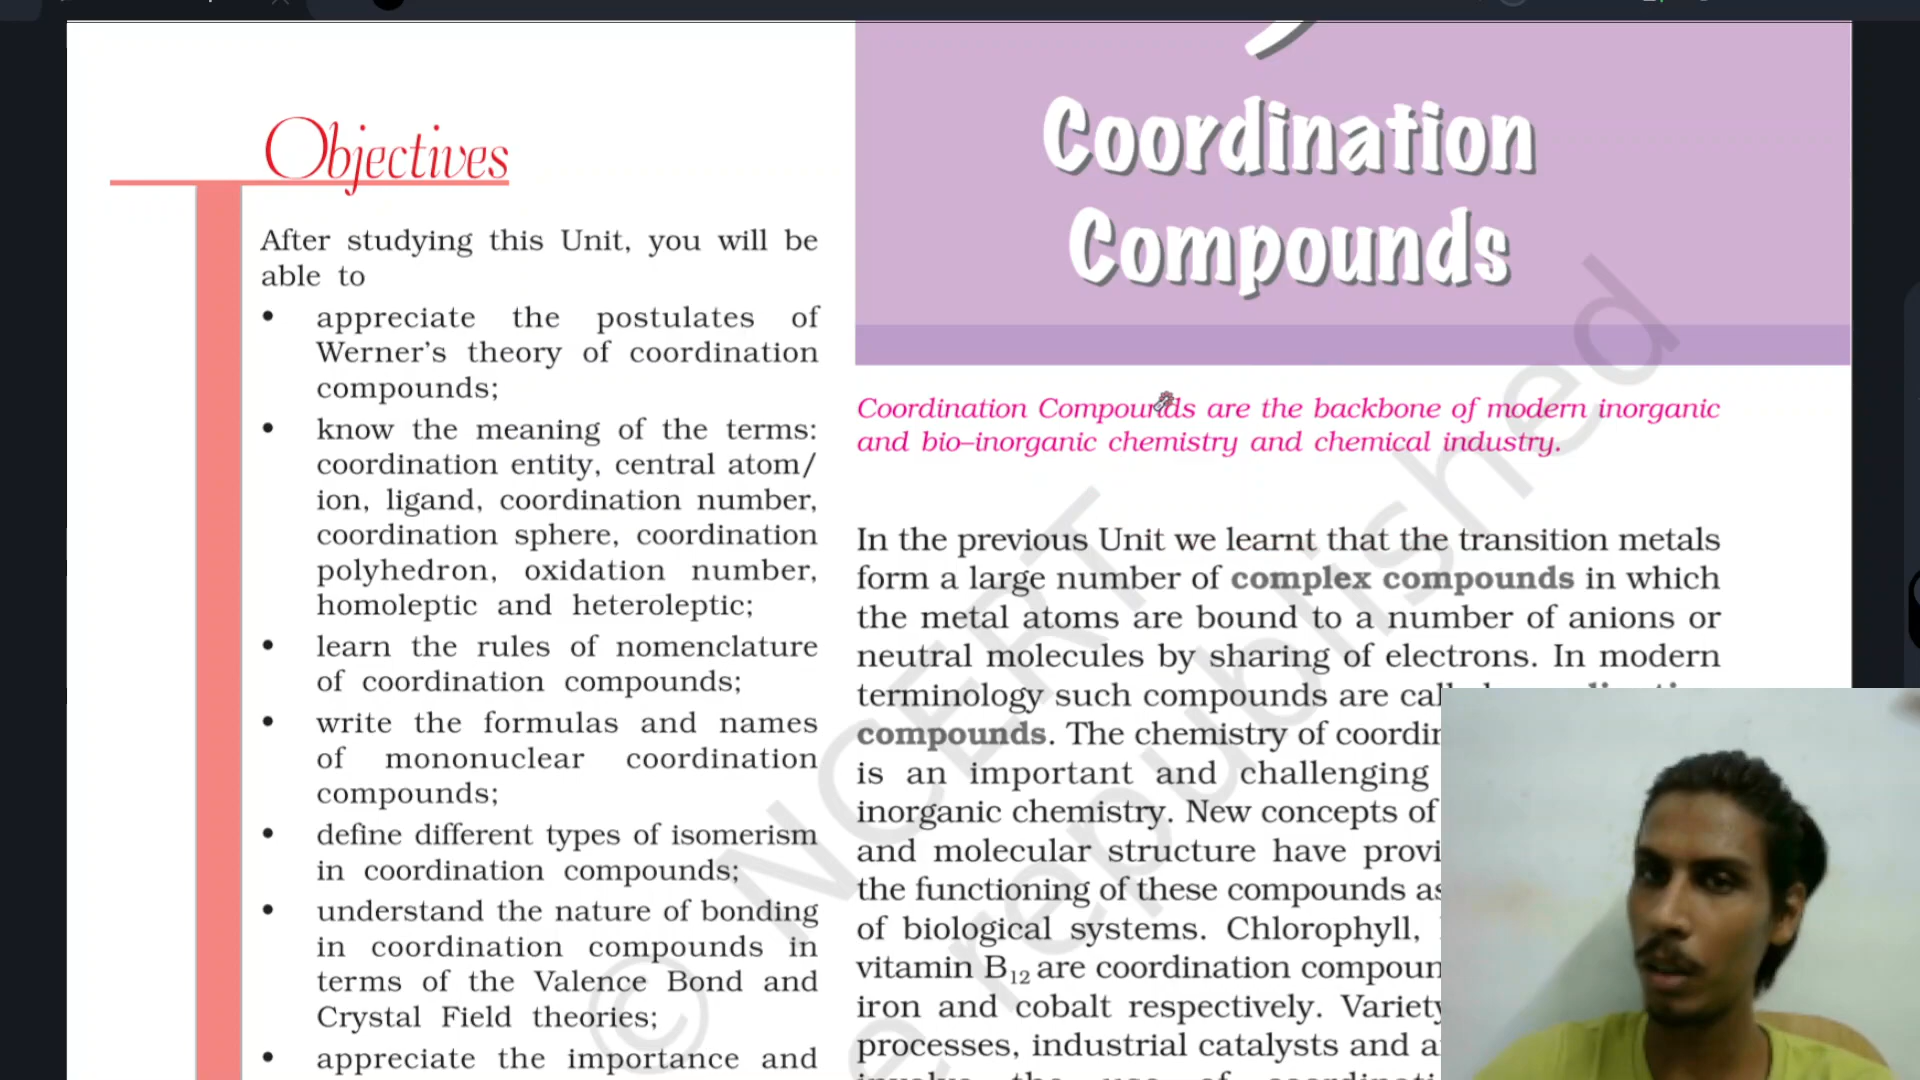 Objectives
After studying this Unit, you will be
able to
• appreciate the postulates of
Werner’s theory of coordination
compounds;
• know the meaning of the terms:
coordination entity, central atom/
ion, ligand, coordination number,
coordination sphere, coordination
polyhedron, oxidation number,
homoleptic and heteroleptic;
• learn the rules of nomenclature
of coordination compounds;
• write the formulas and names
of mononuclear coordination
compounds;
• define different types of isomerism
in coordination compounds;
• understand the nature of bonding
in coordination compounds in
terms of the Valence Bond and
Crystal Field theories;
• appreciate the importance and
Coordination
Compounds
Coordination Compounds are the backbone of modern inorganic
and bio–inorganic chemistry and chemical industry.
In the previous Unit we learnt that the transition metals
form a large number of complex compounds in which
the metal atoms are bound to a number of anions or
neutral molecules by sharing of electrons. In modern
terminology such compounds are
compounds. The chemistry of
is an important and challenging
inorganic chemistry. New concepts of
and molecular structure have
the functioning of these compounds as
of biological systems. Chlorophyll,
vitamin B₁₂ are coordination
iron and cobalt respectively.
processes, industrial catalysts and
© NCERT
republished